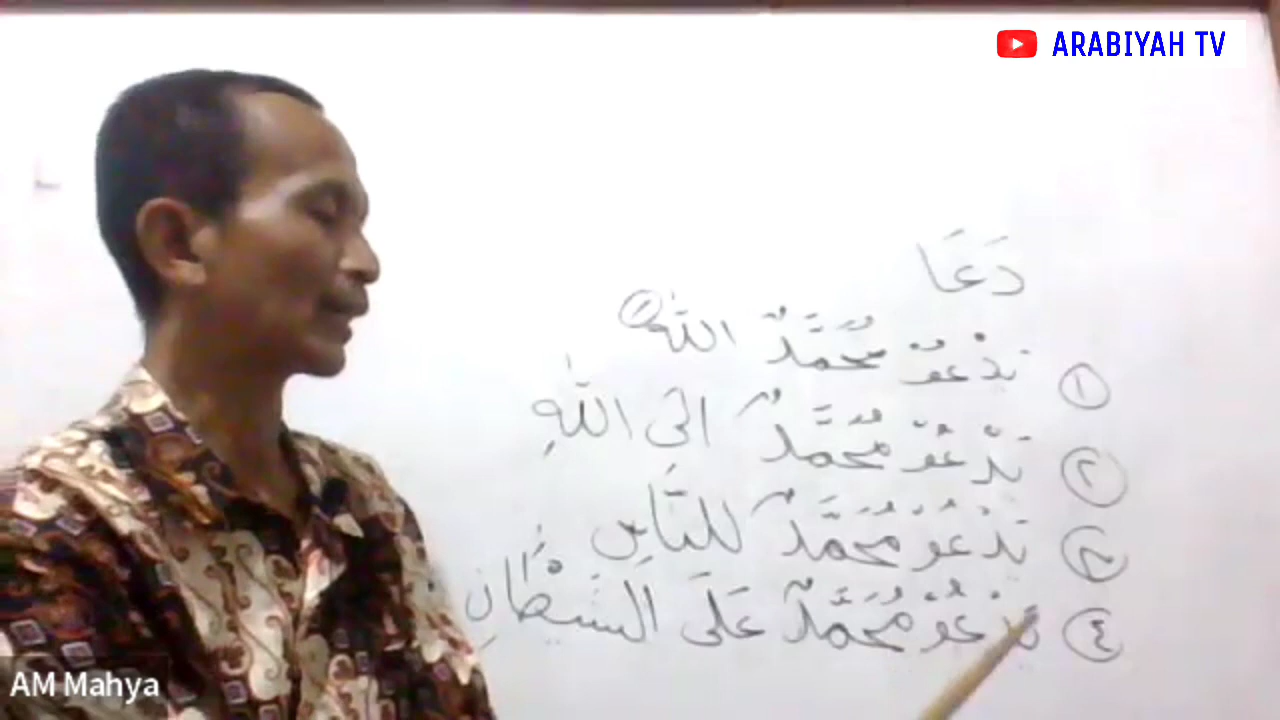 ARABIYAH TV
دَعَا
١ يَدْعُو مُحَمَّدٌ اللّٰهَ
٢ يَدْعُو مُحَمَّدٌ اِلَى اللّٰهِ
٣ يَدْعُو مُحَمَّدٌ لِلنَّاسِ
٤ يَدْعُو مُحَمَّدٌ عَلَى الشَّيْطَانِ
AM Mahya